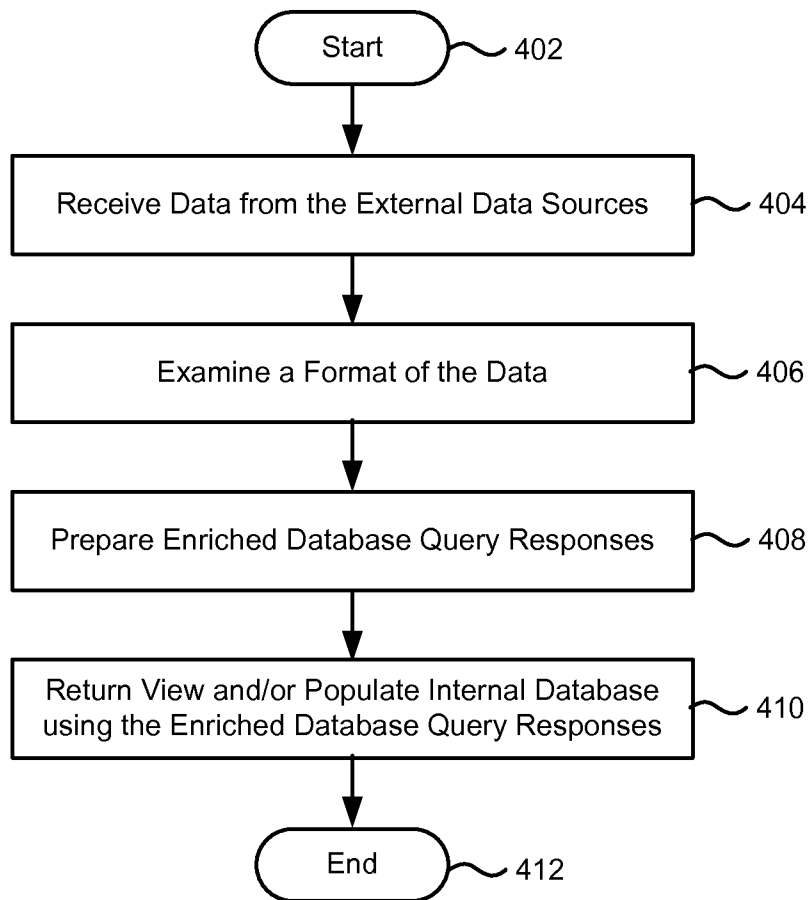 Start
402
Receive Data from the External Data Sources
404
Examine a Format of the Data
406
Prepare Enriched Database Query Responses
408
Return View and/or Populate Internal Database
using the Enriched Database Query Responses
410
End
412